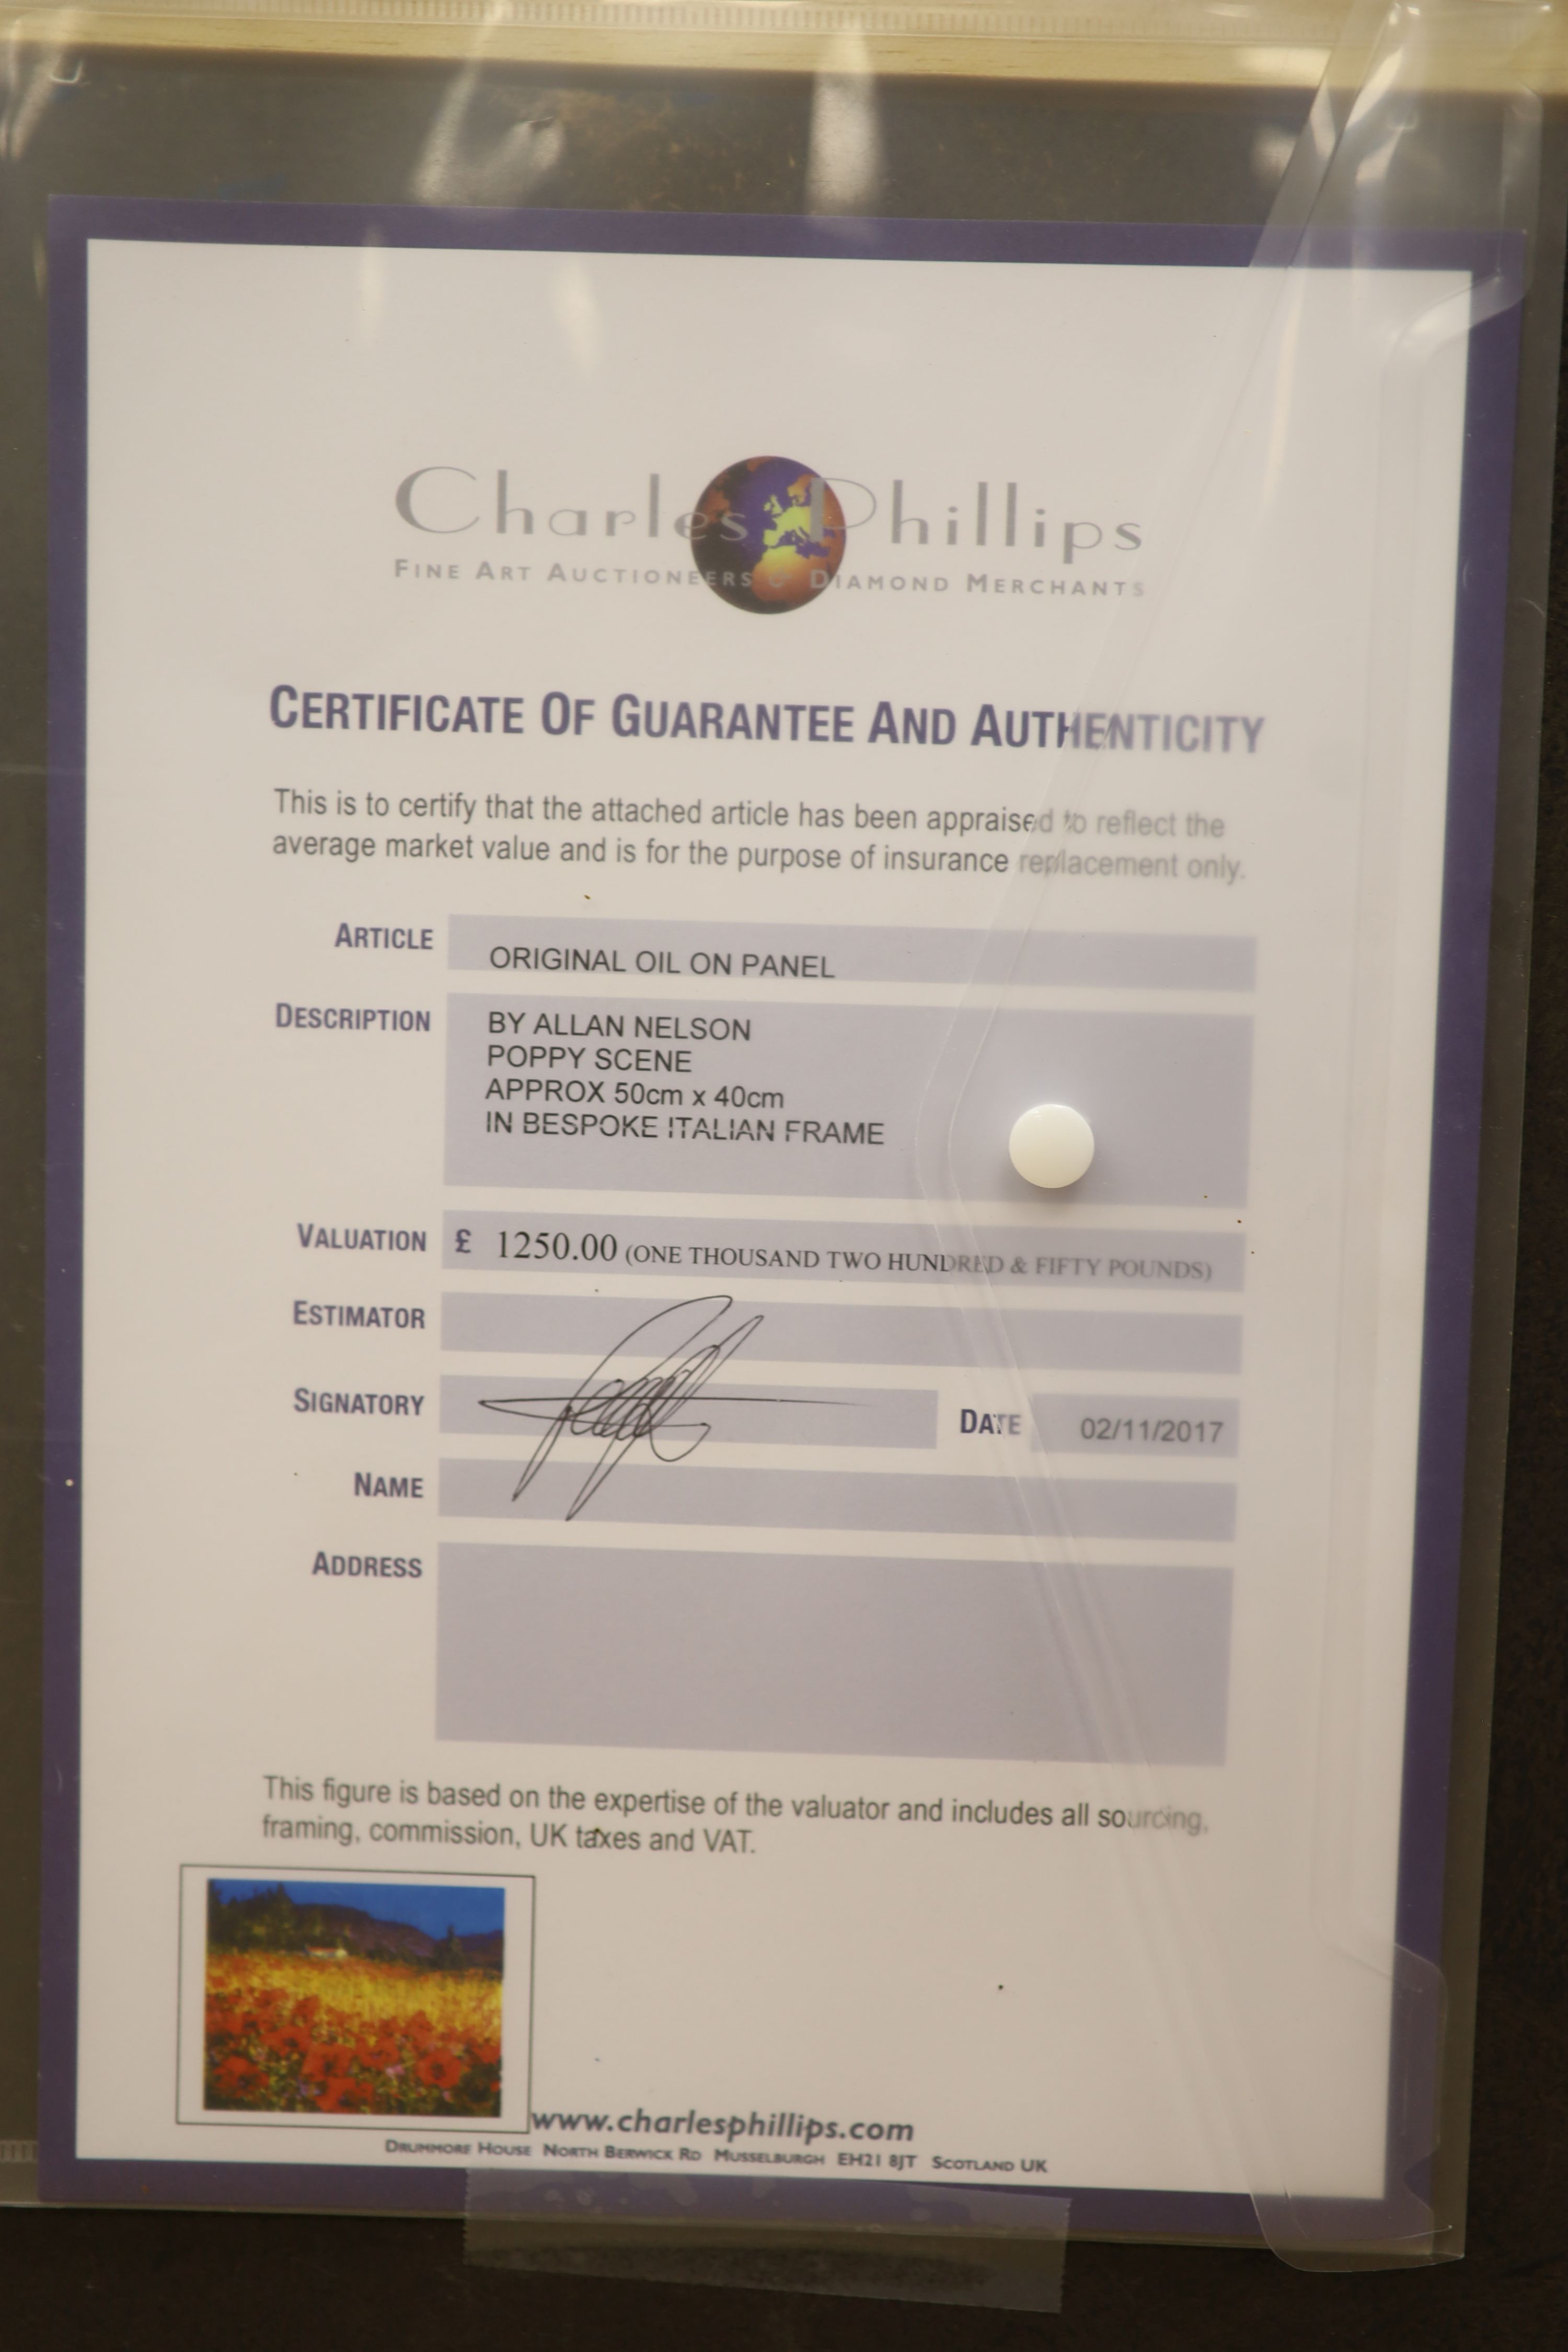 Charles Phillips
FINE ART AUCTIONEERS & DIAMOND MERCHANTS
CERTIFICATE OF GUARANTEE AND AUTHENTICITY
This is to certify that the attached article has been appraised to reflect the
average market value and is for the purpose of insurance replacement only.
ARTICLE ORIGINAL OIL ON PANEL
DESCRIPTION BY ALLAN NELSON
POPPY SCENE
APPROX 50cm x 40cm
IN BESPOKE ITALIAN FRAME
VALUATION £ 1250.00 (ONE THOUSAND TWO HUNDRED & FIFTY POUNDS)
ESTIMATOR
SIGNATORY DATE 02/11/2017
NAME
ADDRESS
This figure is based on the expertise of the valuator and includes all sourcing,
framing, commission, UK taxes and VAT.
www.charlesphillips.com
DRUMMORE HOUSE NORTH BERWICK RD MUSSELBURGH EH21 8JT SCOTLAND UK